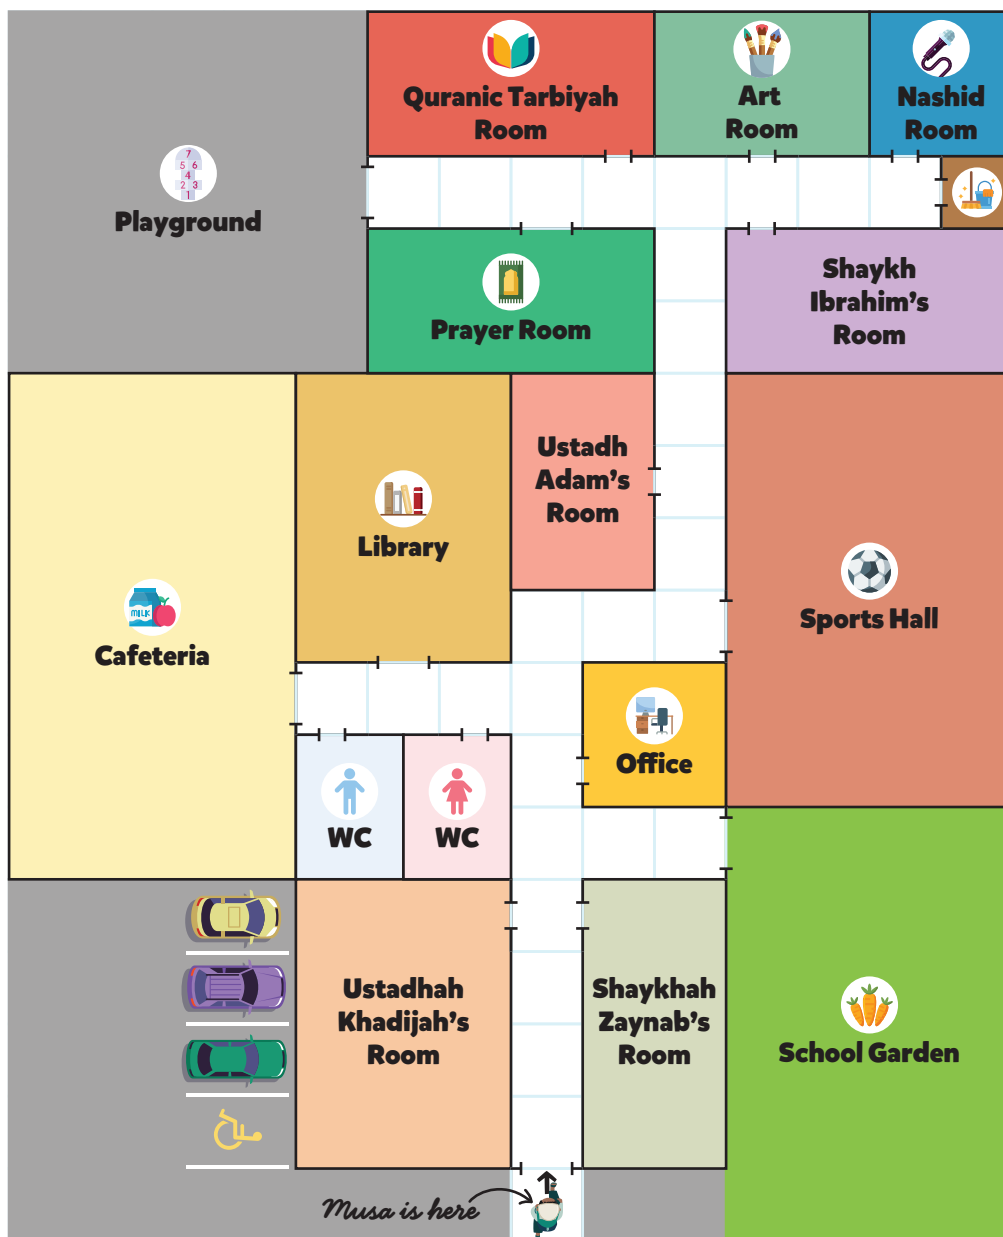 Quranic Tarbiyah
Room
Art
Room
Nashid
Room
7
5 6
4
2 3
1
Playground
Prayer Room
Shaykh
Ibrahim's
Room
Library
Ustadh
Adam's
Room
MILK
Cafeteria
Sports Hall
Office
WC
WC
Ustadhah
Khadijah's
Room
Shaykhah
Zaynab's
Room
School Garden
Musa is here